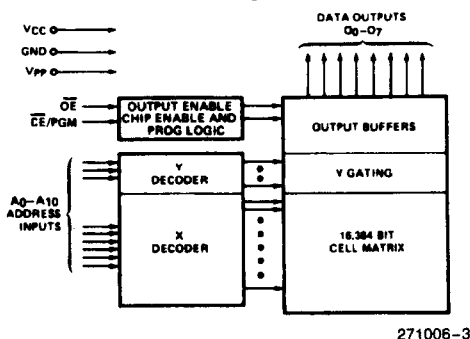 DATA OUTPUTS
O0–O7
VCC
GND
VPP
OE
CE/PGM
OUTPUT ENABLE
CHIP ENABLE AND
PROG LOGIC
OUTPUT BUFFERS
Y
DECODER
Y GATING
A0–A10
ADDRESS
INPUTS
X
DECODER
16,384 BIT
CELL MATRIX
271006–3